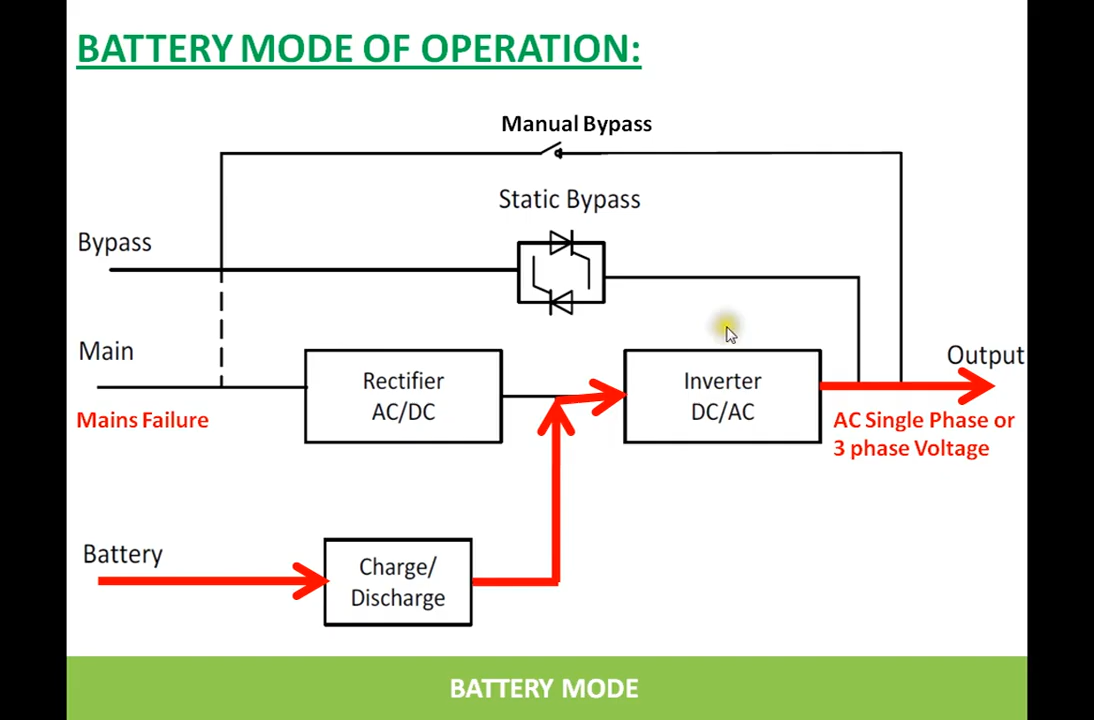 BATTERY MODE OF OPERATION:
Manual Bypass
Static Bypass
Bypass
Main
Rectifier
AC/DC
Inverter
DC/AC
Output
Mains Failure
AC Single Phase or
3 phase Voltage
Battery
Charge/
Discharge
BATTERY MODE